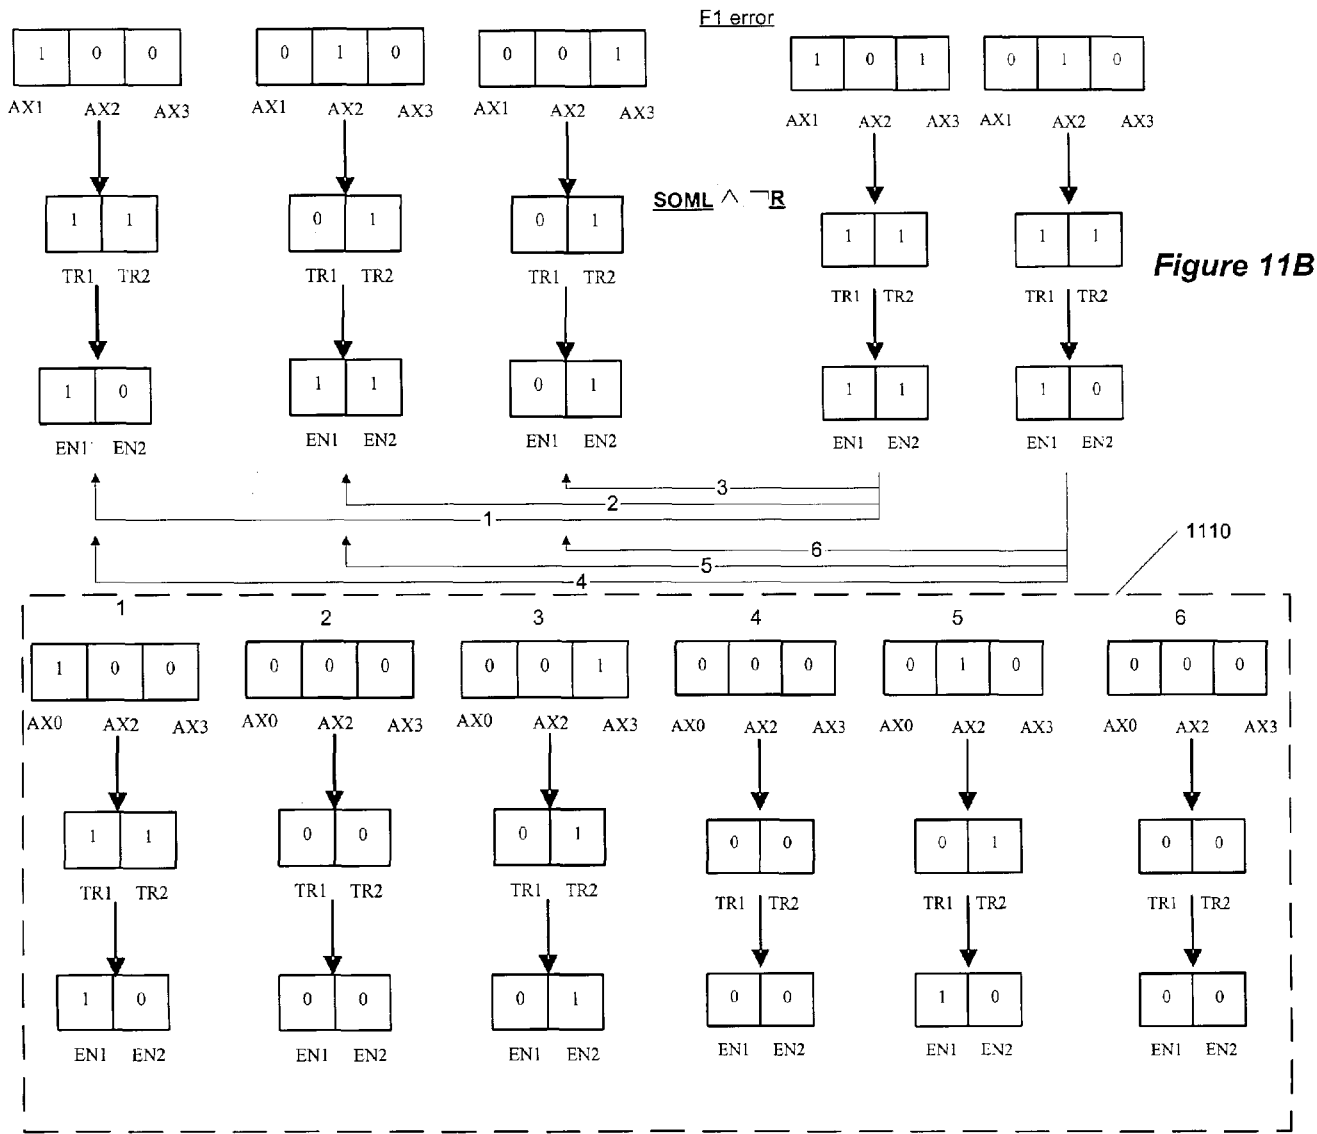 F1 error
1 0 0
0 1 0
0 0 1
1 0 1
0 1 0
AX1 AX2 AX3
AX1 AX2 AX3
AX1 AX2 AX3
AX1 AX2 AX3
AX1 AX2 AX3
SOML ∧ ¬R
1 1
0 1
0 1
1 1
1 1
Figure 11B
TR1 TR2
TR1 TR2
TR1 TR2
TR1 TR2
TR1 TR2
1 0
1 1
0 1
1 1
1 0
EN1 EN2
EN1 EN2
EN1 EN2
EN1 EN2
EN1 EN2
3
2
1
6
5
4
1110
1 2 3 4 5 6
1 0 0
0 0 0
0 0 1
0 0 0
0 1 0
0 0 0
AX0 AX2 AX3
AX0 AX2 AX3
AX0 AX2 AX3
AX0 AX2 AX3
AX0 AX2 AX3
AX0 AX2 AX3
1 1
0 0
0 1
0 0
0 1
0 0
TR1 TR2
TR1 TR2
TR1 TR2
TR1 TR2
TR1 TR2
TR1 TR2
1 0
0 0
0 1
0 0
1 0
0 0
EN1 EN2
EN1 EN2
EN1 EN2
EN1 EN2
EN1 EN2
EN1 EN2